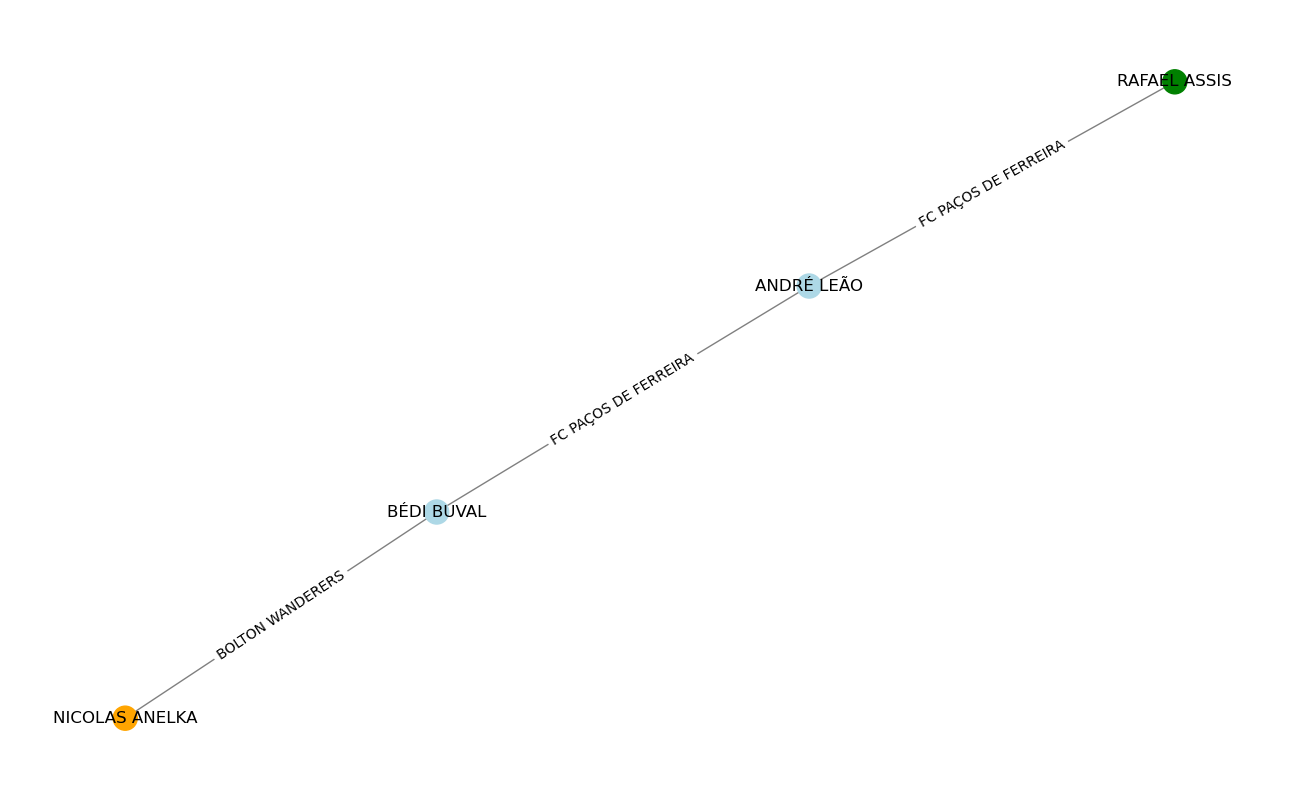 RAFAEL ASSIS
FC PAÇOS DE FERREIRA
ANDRÉ LEÃO
FC PAÇOS DE FERREIRA
BÉDI BUVAL
BOLTON WANDERERS
NICOLAS ANELKA